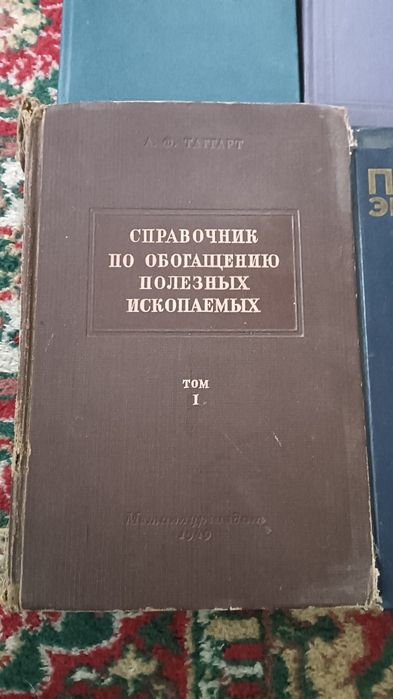 А. Ф. ТАГГАРТ
СПРАВОЧНИК
ПО ОБОГАЩЕНИЮ
ПОЛЕЗНЫХ
ИСКОПАЕМЫХ
ТОМ
I
Металлургиздат
1949
П
Э